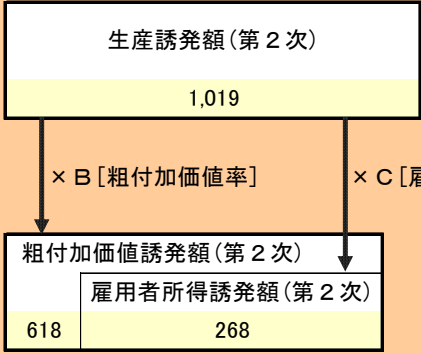 生産誘発額(第２次)
1,019
×Ｂ[粗付加価値率]
×Ｃ[雇
粗付加価値誘発額(第２次)
雇用者所得誘発額(第２次)
618
268